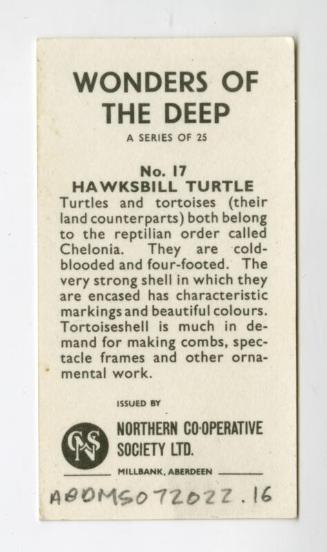 WONDERS OF
THE DEEP
A SERIES OF 25
No. 17
HAWKSBILL TURTLE
Turtles and tortoises (their
land counterparts) both belong
to the reptilian order called
Chelonia. They are cold-
blooded and four-footed. The
very strong shell in which they
are encased has characteristic
markings and beautiful colours.
Tortoiseshell is much in de-
mand for making combs, spec-
tacle frames and other orna-
mental work.
ISSUED BY
NORTHERN CO-OPERATIVE
SOCIETY LTD.
MILLBANK, ABERDEEN
ABDMS072022.16